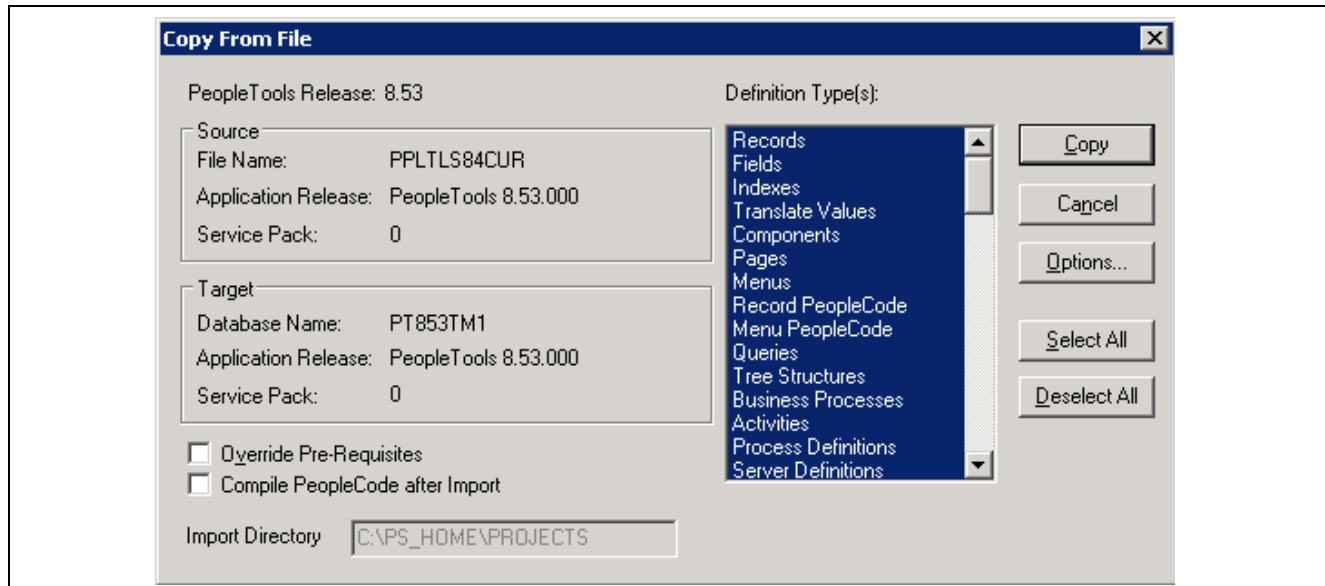 Copy From File
PeopleTools Release: 8.53
Source
File Name: PPLTLS84CUR
Application Release: PeopleTools 8.53.000
Service Pack: 0
Target
Database Name: PT853TM1
Application Release: PeopleTools 8.53.000
Service Pack: 0
Override Pre-Requisites
Compile PeopleCode after Import
Import Directory C:\PS_HOME\PROJECTS
Definition Type(s):
Records
Fields
Indexes
Translate Values
Components
Pages
Menus
Record PeopleCode
Menu PeopleCode
Queries
Tree Structures
Business Processes
Activities
Process Definitions
Server Definitions
Copy
Cancel
Options...
Select All
Deselect All